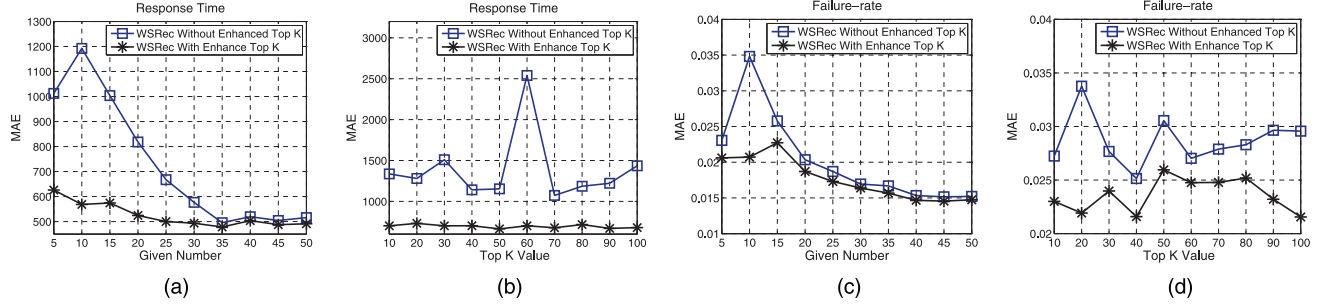 Response Time
1300
1200
1100
1000
900
800
700
600
500
MAE
WSRec Without Enhanced Top K
WSRec With Enhance Top K
5 10 15 20 25 30 35 40 45 50
Given Number
(a)
Response Time
3000
2500
2000
1500
1000
MAE
WSRec Without Enhanced Top K
WSRec With Enhance Top K
10 20 30 40 50 60 70 80 90 100
Top K Value
(b)
Failure-rate
0.04
0.035
0.03
0.025
0.02
0.015
0.01
MAE
WSRec Without Enhanced Top K
WSRec With Enhance Top K
5 10 15 20 25 30 35 40 45 50
Given Number
(c)
Failure-rate
0.04
0.035
0.03
0.025
0.02
MAE
WSRec Without Enhanced Top K
WSRec With Enhance Top K
10 20 30 40 50 60 70 80 90 100
Top K Value
(d)